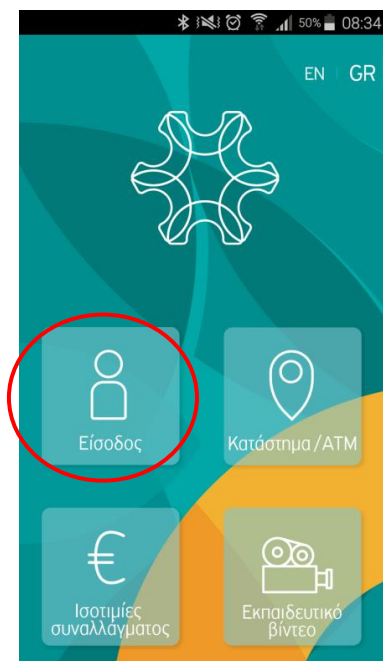 50% 08:34
EN GR
Είσοδος
Κατάστημα /ATM
Ισοτιμίες
συναλλάγματος
Εκπαιδευτικό
βίντεο